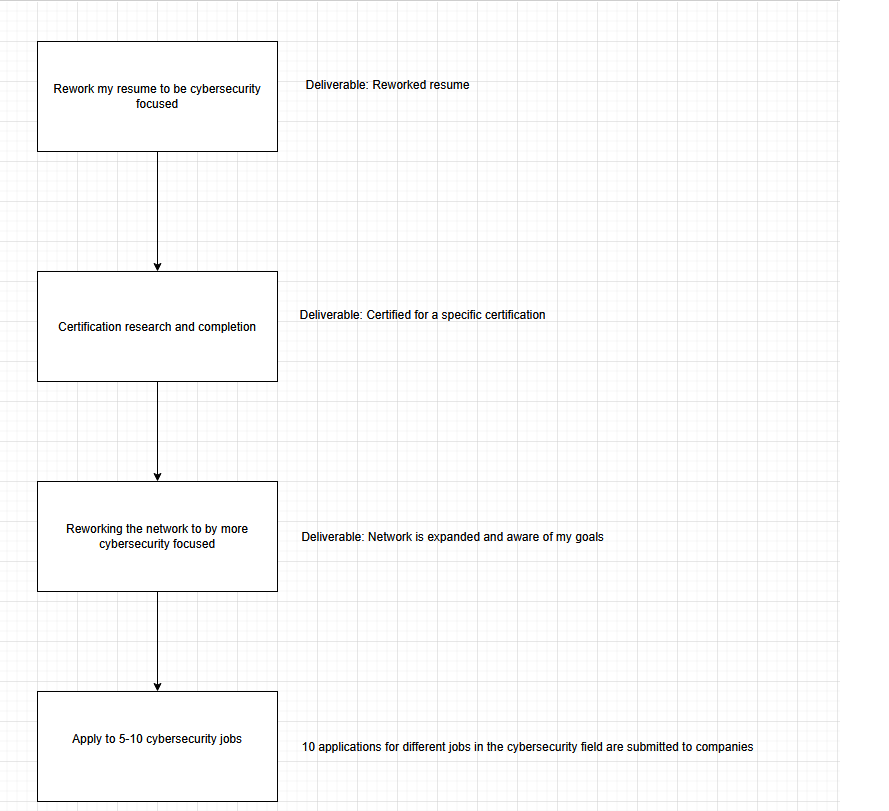 Rework my resume to be cybersecurity
focused
Deliverable: Reworked resume
Certification research and completion
Deliverable: Certified for a specific certification
Reworking the network to by more
cybersecurity focused
Deliverable: Network is expanded and aware of my goals
Apply to 5-10 cybersecurity jobs
10 applications for different jobs in the cybersecurity field are submitted to companies